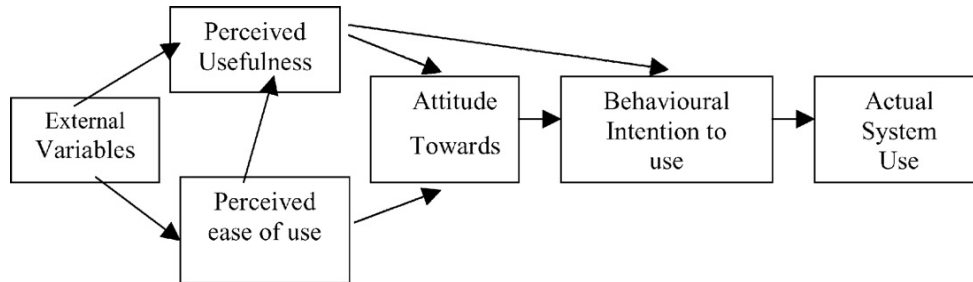 Perceived
Usefulness
External
Variables
Perceived
ease of use
Attitude
Towards
Behavioural
Intention to
use
Actual
System
Use